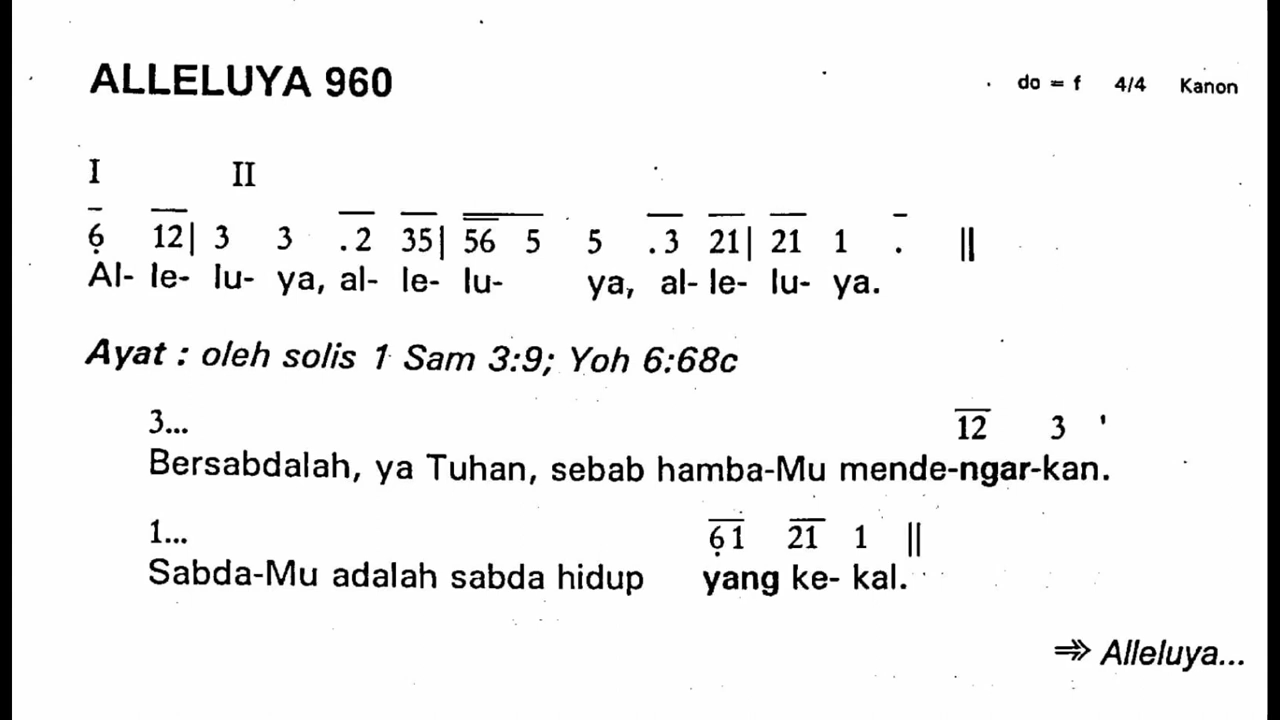 ALLELUYA 960
do = f 4/4 Kanon
I II
6̣ 12| 3 3 .2 35| 56 5 5 .3 21| 21 1 . ||
Al- le- lu- ya, al- le- lu- ya, al- le- lu- ya.
Ayat : oleh solis 1 Sam 3:9; Yoh 6:68c
3... 12 3 '
Bersabdalah, ya Tuhan, sebab hamba-Mu mende-ngar-kan.
1... 6̣1 21 1 ||
Sabda-Mu adalah sabda hidup yang ke- kal.
⇒ Alleluya...